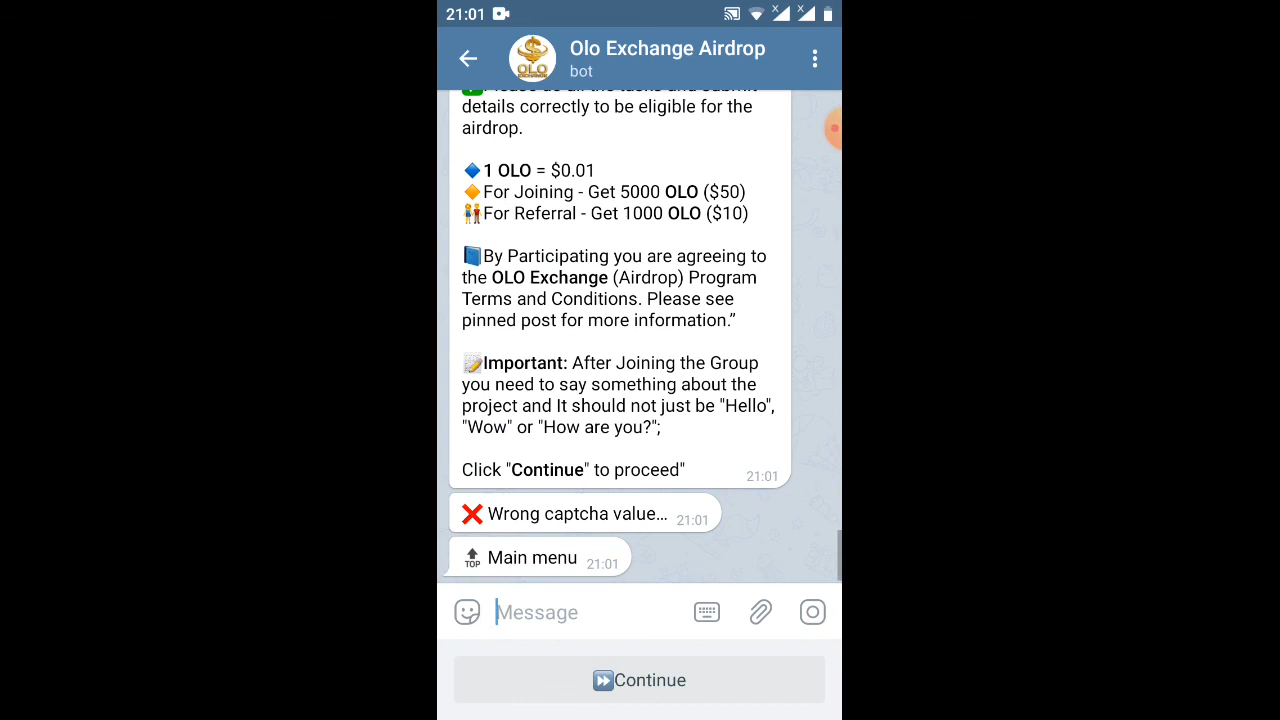 21:01
Olo Exchange Airdrop
bot
details correctly to be eligible for the
airdrop.
1 OLO = $0.01
For Joining - Get 5000 OLO ($50)
For Referral - Get 1000 OLO ($10)
By Participating you are agreeing to
the OLO Exchange (Airdrop) Program
Terms and Conditions. Please see
pinned post for more information.”
Important: After Joining the Group
you need to say something about the
project and It should not just be "Hello",
"Wow" or "How are you?";
Click "Continue" to proceed"
21:01
Wrong captcha value...
21:01
TOP Main menu
21:01
Message
Continue